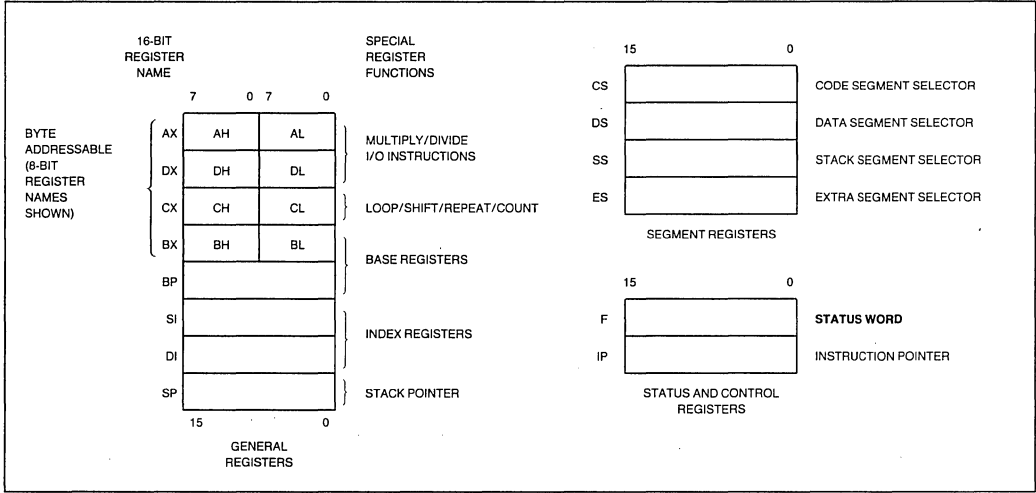 16-BIT
REGISTER
NAME
SPECIAL
REGISTER
FUNCTIONS
7 0 7 0
BYTE
ADDRESSABLE
(8-BIT
REGISTER
NAMES
SHOWN)
AX AH AL
DX DH DL
MULTIPLY/DIVIDE
I/O INSTRUCTIONS
CX CH CL LOOP/SHIFT/REPEAT/COUNT
BX BH BL
BP
BASE REGISTERS
SI
DI
INDEX REGISTERS
SP STACK POINTER
15 0
GENERAL
REGISTERS
15 0
CS CODE SEGMENT SELECTOR
DS DATA SEGMENT SELECTOR
SS STACK SEGMENT SELECTOR
ES EXTRA SEGMENT SELECTOR
SEGMENT REGISTERS
15 0
F STATUS WORD
IP INSTRUCTION POINTER
STATUS AND CONTROL
REGISTERS